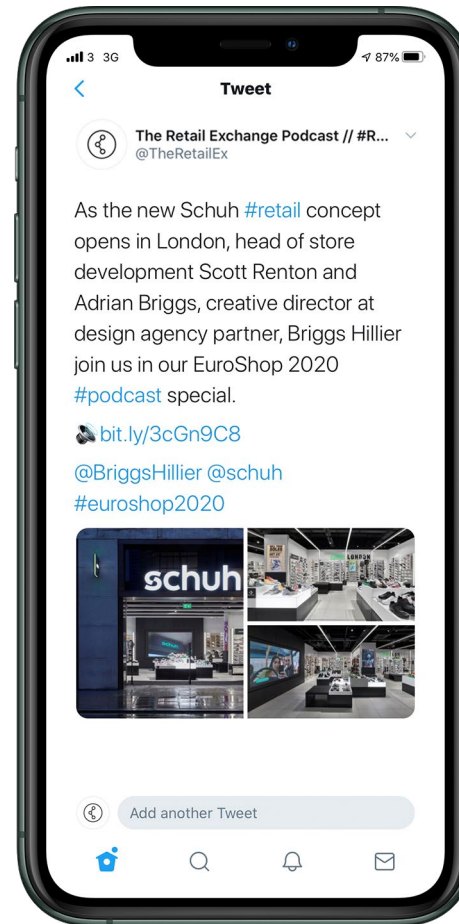 3 3G 87%
Tweet
The Retail Exchange Podcast // #R...
@TheRetailEx
As the new Schuh #retail concept
opens in London, head of store
development Scott Renton and
Adrian Briggs, creative director at
design agency partner, Briggs Hillier
join us in our EuroShop 2020
#podcast special.
bit.ly/3cGn9C8
@BriggsHillier @schuh
#euroshop2020
schuh
LONDON
schuh
Add another Tweet